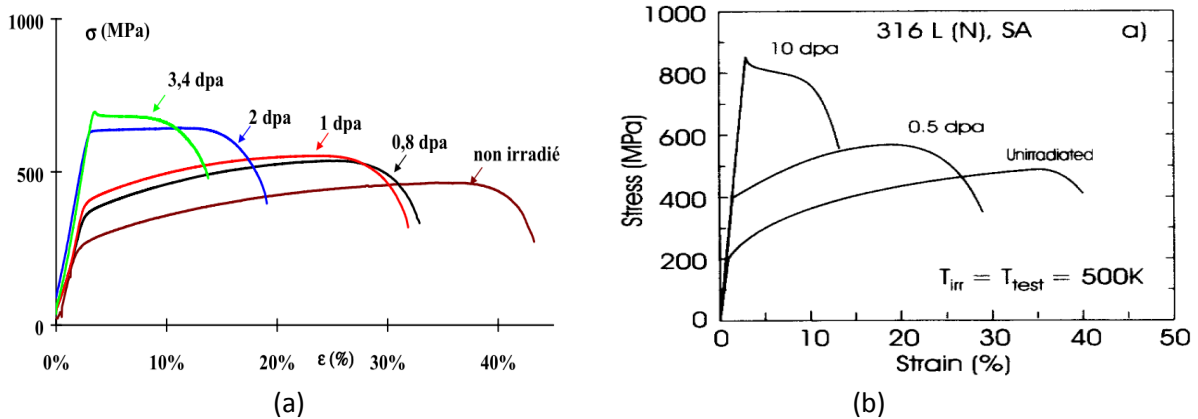 1000
σ (MPa)
3,4 dpa
2 dpa
1 dpa
0,8 dpa
non irradié
500
0
0%
10%
20%
ε (%)
30%
40%
(a)
1000
800
600
400
200
0
Stress (MPa)
316 L (N), SA
a)
10 dpa
0.5 dpa
Unirradiated
T_irr = T_test = 500K
0
10
20
30
40
50
Strain (%)
(b)